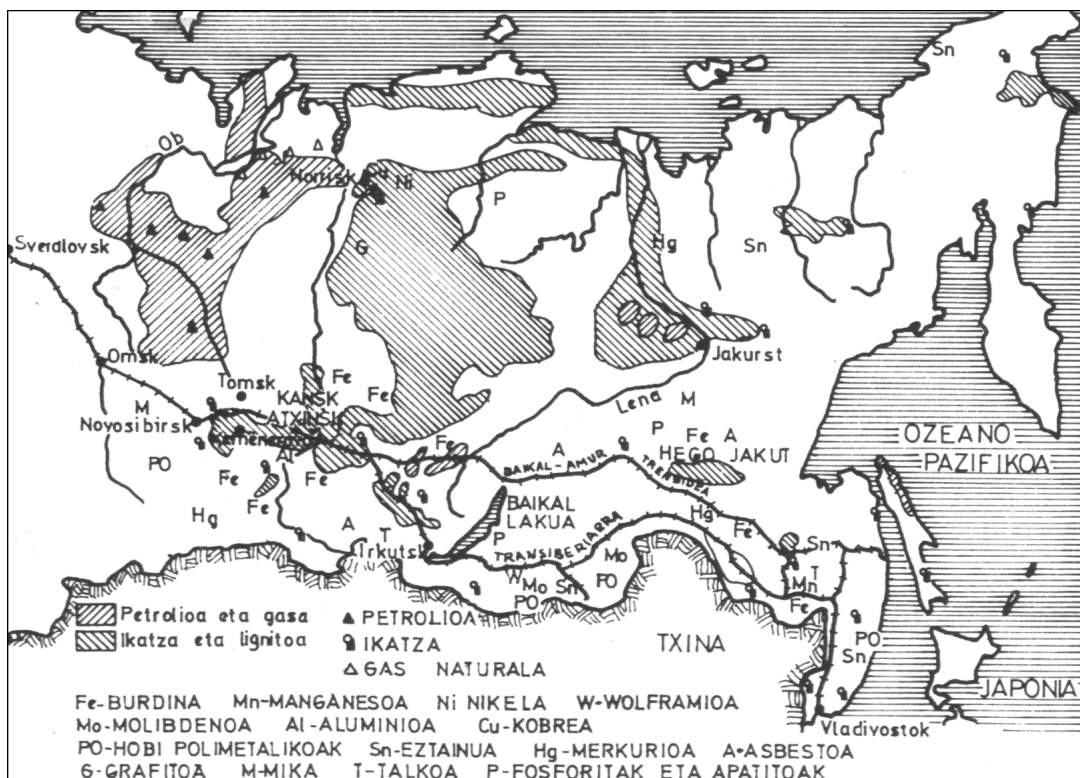 Sn
Ob
Norilsk
Cu
Ni
P
G
Hg
Sn
Sveralovsk
Omsk
Tomsk
Fe
KANSK
ATXINSK
Fe
Jakurst
Lena
M
M
Novosibirsk
Al
PO
Fe
Fe
Fe
Fe
A
P
Fe
A
HEGO JAKUT
OZEANO
PAZIFIKOA
BAIKAL-AMUR
TRENBIDEA
BAIKAL
LAKUA
Hg
Hg
Fe
A
T
P
Irkutsk
TRANSIBERIARRA
Mo
W
Mo
Sn
PO
PO
Sn
T
Mn
Fe
PO
Sn
TXINA
JAPONIA
Vladivostok
Petrolioa eta gasa
PETROLIOA
Ikatza eta lignitoa
IKATZA
GAS NATURALA
Fe-BURDINA Mn-MANGANESOA Ni NIKELA W-WOLFRAMIOA
Mo-MOLIBDENOA Al-ALUMINIOA Cu-KOBREA
PO-HOBI POLIMETALIKOAK Sn-EZTAINUA Hg-MERKURIOA A-ASBESTOA
G-GRAFITOA M-MIKA T-TALKOA P-FOSFORITAK ETA APATITOAK